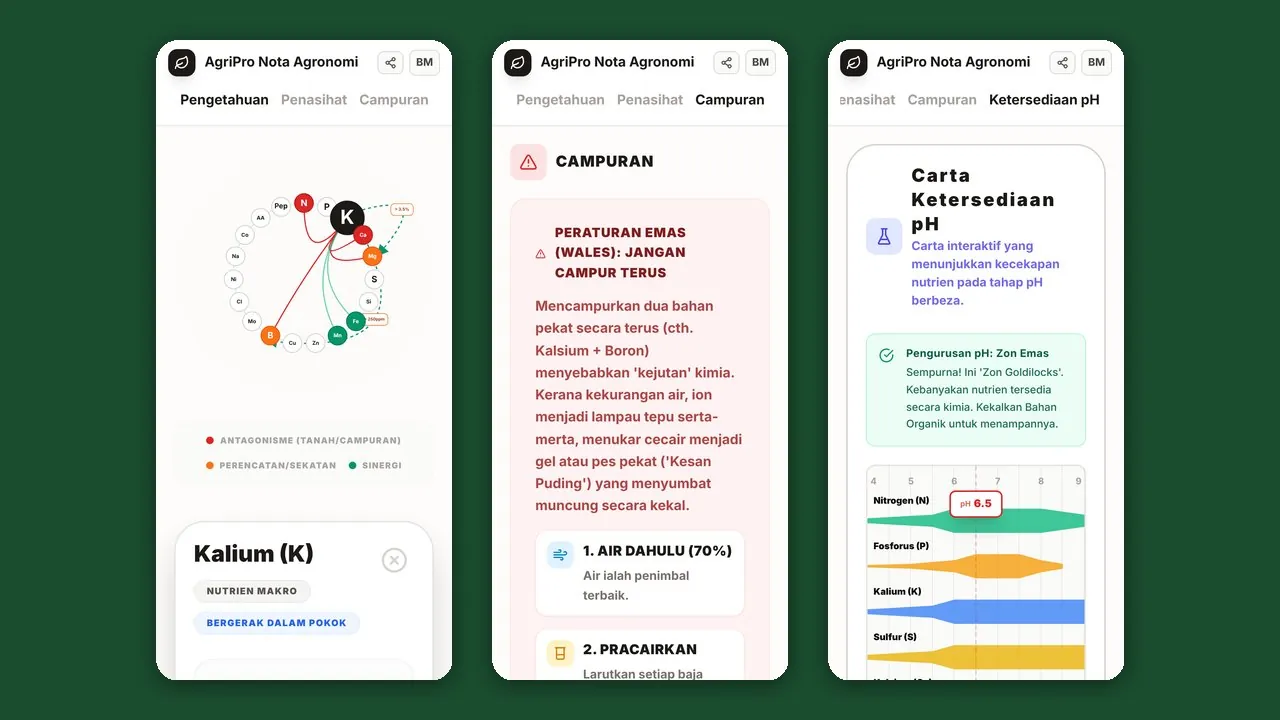 AgriPro Nota Agronomi
BM
Pengetahuan Penasihat Campuran
Pep
N
P
K
AA
Ca
> 3.5%
Co
Mg
Na
S
Ni
Si
Cl
Fe
250ppm
Mo
B
Cu
Zn
Mn
ANTAGONISME (TANAH/CAMPURAN)
PERENCATAN/SEKATAN SINERGI
Kalium (K)
NUTRIEN MAKRO
BERGERAK DALAM POKOK
AgriPro Nota Agronomi
BM
Pengetahuan Penasihat Campuran
CAMPURAN
PERATURAN EMAS
(WALES): JANGAN
CAMPUR TERUS
Mencampurkan dua bahan
pekat secara terus (cth.
Kalsium + Boron)
menyebabkan 'kejutan' kimia.
Kerana kekurangan air, ion
menjadi lampau tepu serta-
merta, menukar cecair menjadi
gel atau pes pekat ('Kesan
Puding') yang menyumbat
muncung secara kekal.
1. AIR DAHULU (70%)
Air ialah penimbal
terbaik.
2. PRACAIRKAN
Larutkan setiap baja
AgriPro Nota Agronomi
BM
enasihat Campuran Ketersediaan pH
Carta
Ketersediaan
pH
Carta interaktif yang
menunjukkan kecekapan
nutrien pada tahap pH
berbeza.
Pengurusan pH: Zon Emas
Sempurna! Ini 'Zon Goldilocks'.
Kebanyakan nutrien tersedia
secara kimia. Kekalkan Bahan
Organik untuk menampannya.
4 5 6 7 8 9
Nitrogen (N)
pH 6.5
Fosforus (P)
Kalium (K)
Sulfur (S)